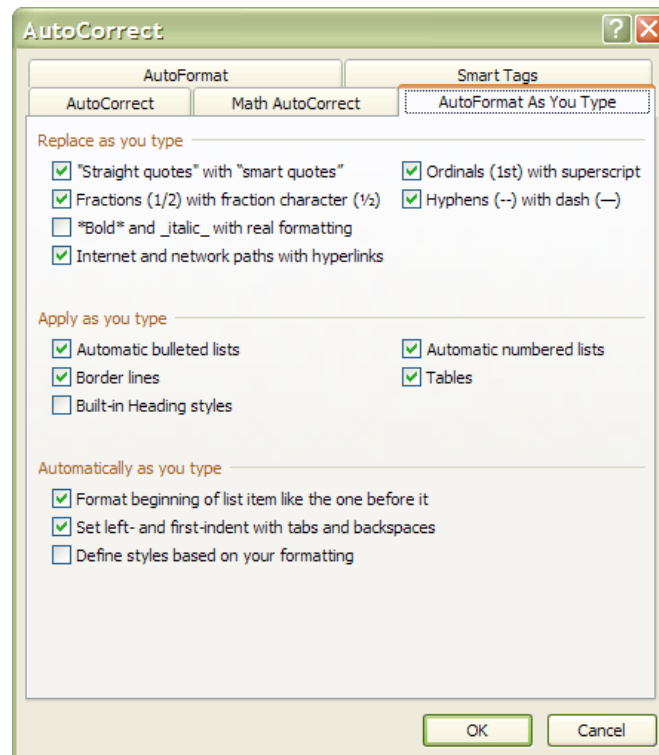 AutoCorrect
?
AutoFormat Smart Tags
AutoCorrect Math AutoCorrect AutoFormat As You Type
Replace as you type
"Straight quotes" with “smart quotes” Ordinals (1st) with superscript
Fractions (1/2) with fraction character (½) Hyphens (--) with dash (—)
*Bold* and _italic_ with real formatting
Internet and network paths with hyperlinks
Apply as you type
Automatic bulleted lists Automatic numbered lists
Border lines Tables
Built-in Heading styles
Automatically as you type
Format beginning of list item like the one before it
Set left- and first-indent with tabs and backspaces
Define styles based on your formatting
OK Cancel